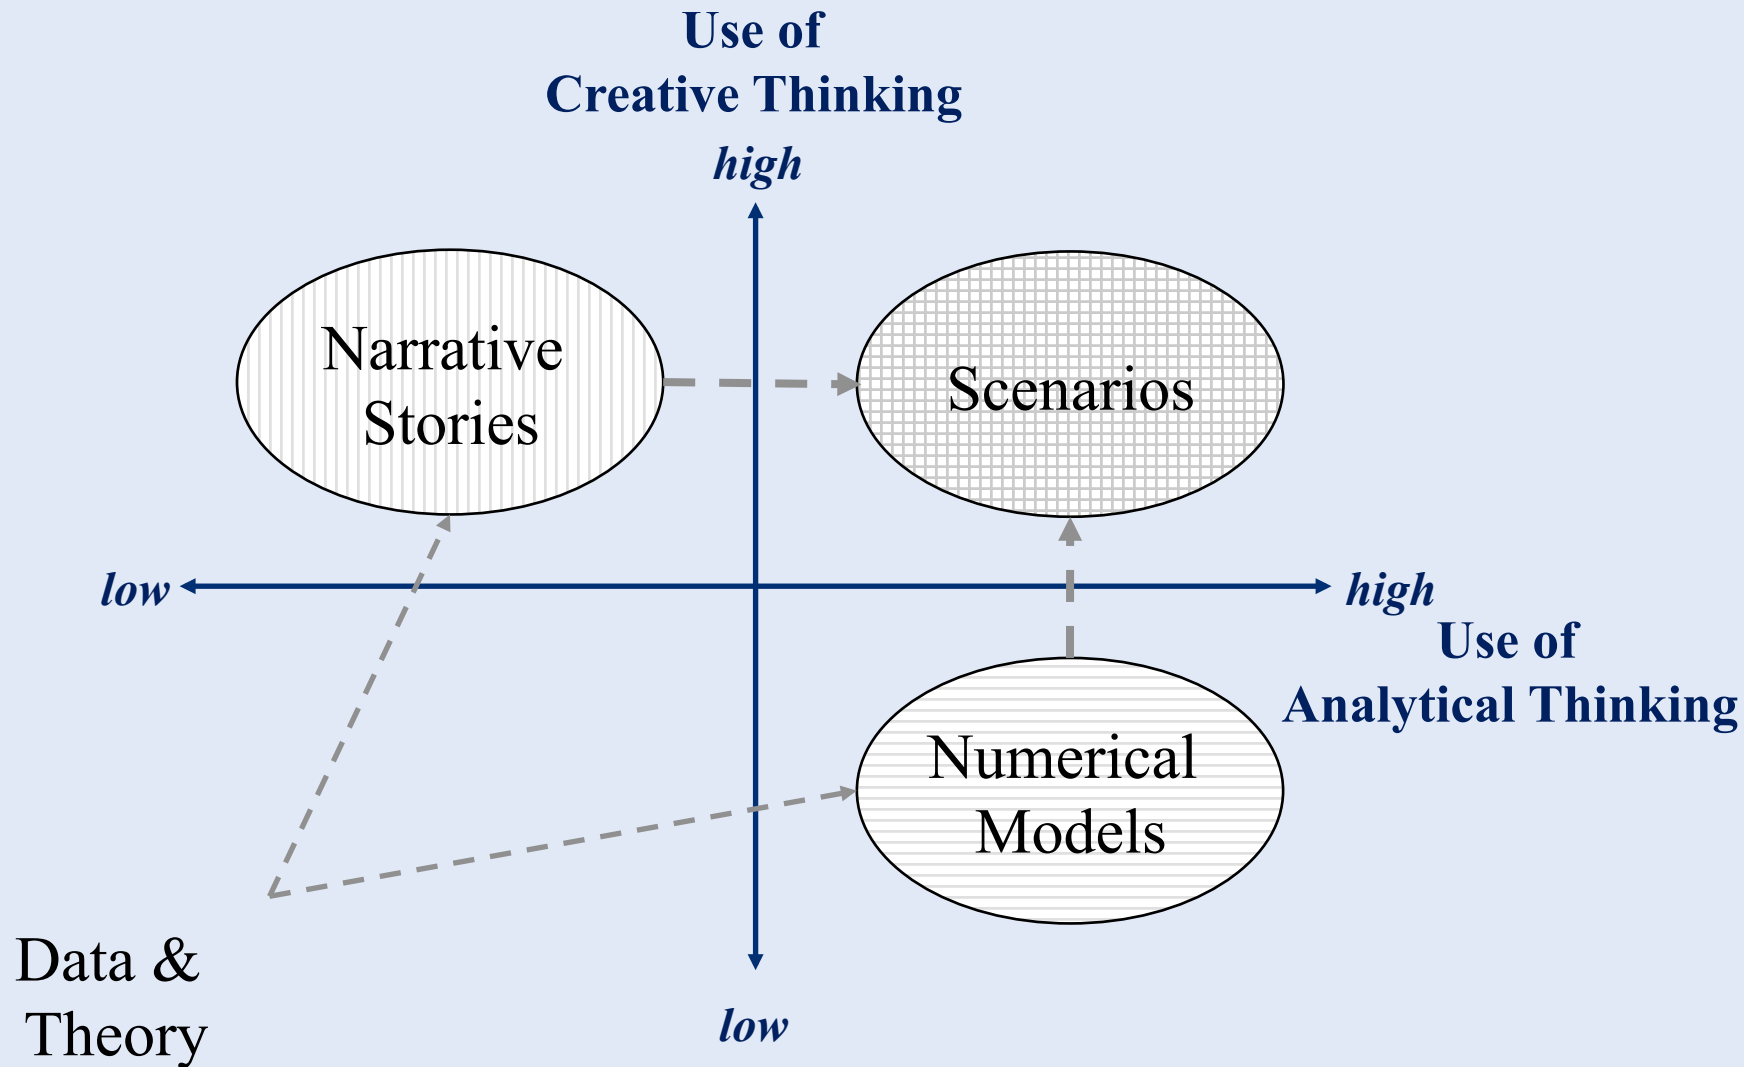 Use of
Creative Thinking
high
Narrative
Stories
Scenarios
low
high
Use of
Analytical Thinking
Numerical
Models
Data &
Theory
low